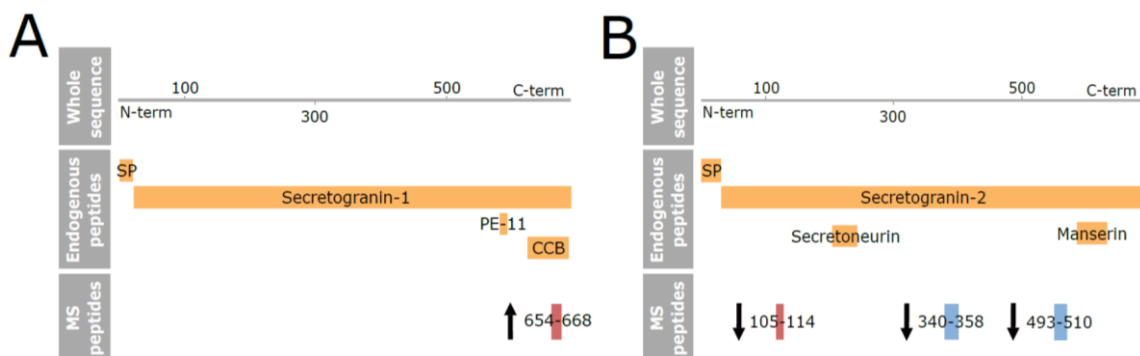 A
Whole
sequence
100
500
C-term
N-term
300
Endogenous
peptides
SP
Secretogranin-1
PE-11
CCB
MS
peptides
654-668
B
Whole
sequence
100
500
C-term
N-term
300
Endogenous
peptides
SP
Secretogranin-2
Secretoneurin
Manserin
MS
peptides
105-114
340-358
493-510